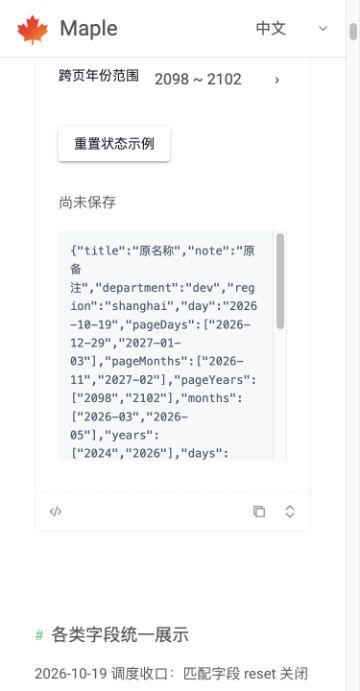 Maple
中文
跨页年份范围
2098 ~ 2102
重置状态示例
尚未保存
{"title":"原名称","note":"原
备
注","department":"dev","reg
ion":"shanghai","day":"2026
-10-19","pageDays":["2026-
12-29","2027-01-
03"],"pageMonths":["2026-
11","2027-02"],"pageYears":
["2098","2102"],"months":
["2026-03","2026-
05"],"years":
["2024","2026"],"days":
</>
# 各类字段统一展示
2026-10-19 调度收口：匹配字段 reset 关闭